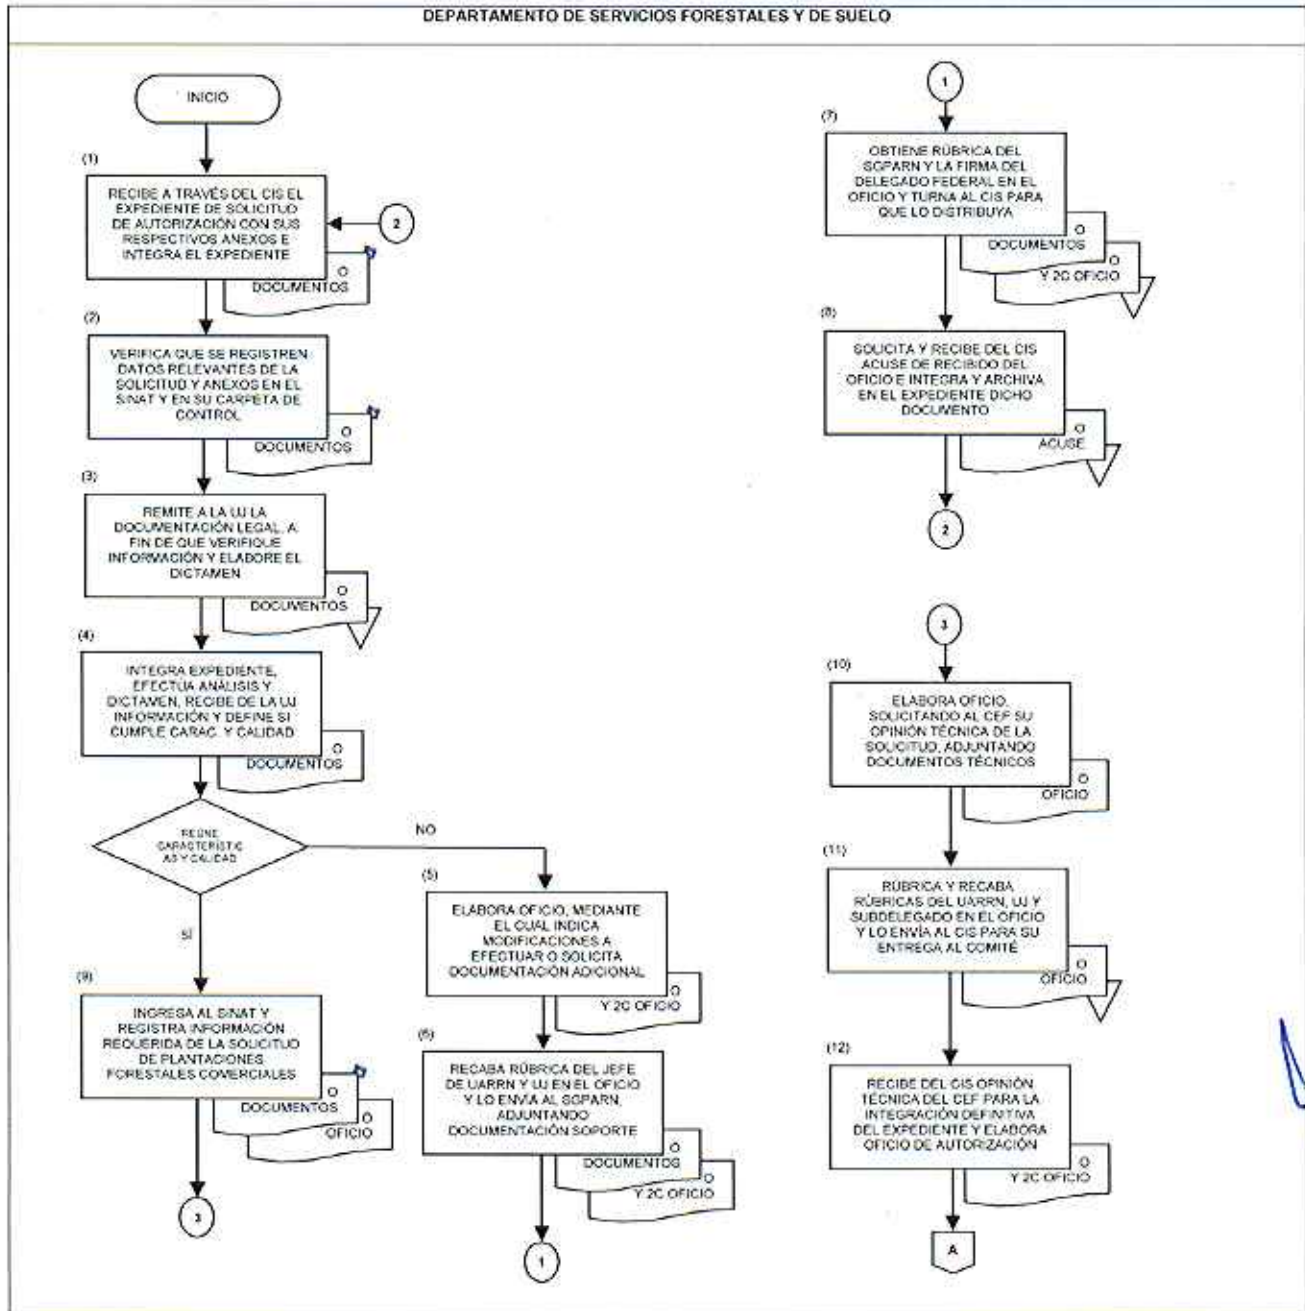 DEPARTAMENTO DE SERVICIOS FORESTALES Y DE SUELO
INICIO
(1)
RECIBE A TRAVÉS DEL CIS EL
EXPEDIENTE DE SOLICITUD
DE AUTORIZACIÓN CON SUS
RESPECTIVOS ANEXOS E
INTEGRA EL EXPEDIENTE
2
O
DOCUMENTOS
(2)
VERIFICA QUE SE REGISTREN
DATOS RELEVANTES DE LA
SOLICITUD Y ANEXOS EN EL
SINAT Y EN SU CARPETA DE
CONTROL
O
DOCUMENTOS
(3)
REMITE A LA UJ LA
DOCUMENTACIÓN LEGAL, A
FIN DE QUE VERIFIQUE
INFORMACIÓN Y ELABORE EL
DICTAMEN
O
DOCUMENTOS
(4)
INTEGRA EXPEDIENTE,
EFECTÚA ANÁLISIS Y
DICTAMEN, RECIBE DE LA UJ
INFORMACIÓN Y DEFINE SI
CUMPLE CARAC. Y CALIDAD
O
DOCUMENTOS
REÚNE
CARACTERÍSTIC
AS Y CALIDAD
NO
SÍ
(5)
ELABORA OFICIO, MEDIANTE
EL CUAL INDICA
MODIFICACIONES A
EFECTUAR O SOLICITA
DOCUMENTACIÓN ADICIONAL
O
Y 2C OFICIO
(6)
RECABA RÚBRICA DEL JEFE
DE UARRN Y UJ EN EL OFICIO
Y LO ENVÍA AL SGPARN,
ADJUNTANDO
DOCUMENTACIÓN SOPORTE
O
DOCUMENTOS
O
Y 2C OFICIO
1
(9)
INGRESA AL SINAT Y
REGISTRA INFORMACIÓN
REQUERIDA DE LA SOLICITUD
DE PLANTACIONES
FORESTALES COMERCIALES
O
DOCUMENTOS
O
OFICIO
3
1
(7)
OBTIENE RÚBRICA DEL
SGPARN Y LA FIRMA DEL
DELEGADO FEDERAL EN EL
OFICIO Y TURNA AL CIS PARA
QUE LO DISTRIBUYA
O
DOCUMENTOS
O
Y 2C OFICIO
(8)
SOLICITA Y RECIBE DEL CIS
ACUSE DE RECIBIDO DEL
OFICIO E INTEGRA Y ARCHIVA
EN EL EXPEDIENTE DICHO
DOCUMENTO
O
ACUSE
2
3
(10)
ELABORA OFICIO,
SOLICITANDO AL CEF SU
OPINIÓN TÉCNICA DE LA
SOLICITUD, ADJUNTANDO
DOCUMENTOS TÉCNICOS
O
OFICIO
(11)
RÚBRICA Y RECABA
RÚBRICAS DEL UARRN, UJ Y
SUBDELEGADO EN EL OFICIO
Y LO ENVÍA AL CIS PARA SU
ENTREGA AL COMITÉ
O
OFICIO
(12)
RECIBE DEL CIS OPINIÓN
TÉCNICA DEL CEF PARA LA
INTEGRACIÓN DEFINITIVA
DEL EXPEDIENTE Y ELABORA
OFICIO DE AUTORIZACIÓN
O
Y 2C OFICIO
A